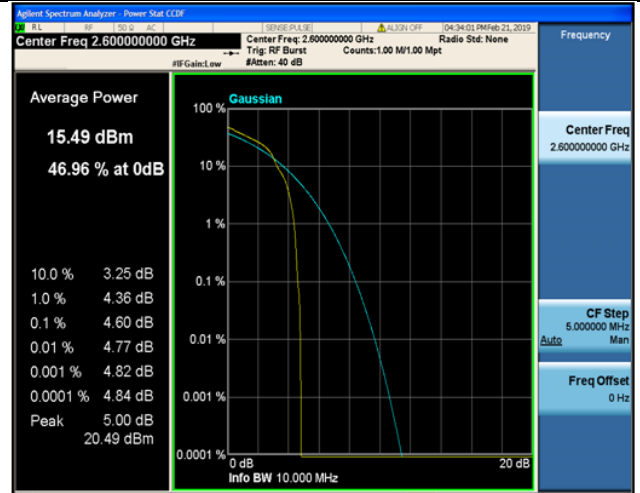 Agilent Spectrum Analyzer - Power Stat CCDF
RL RF 50 Ω AC SENSE:PULSE ALIGN OFF 04:34:01 PM Feb 21, 2019
Center Freq 2.600000000 GHz
Center Freq: 2.600000000 GHz Radio Std: None
Trig: RF Burst Counts:1.00 M/1.00 Mpt
#IFGain:Low #Atten: 40 dB
Frequency
Average Power
15.49 dBm
46.96 % at 0dB
10.0 % 3.25 dB
1.0 % 4.36 dB
0.1 % 4.60 dB
0.01 % 4.77 dB
0.001 % 4.82 dB
0.0001 % 4.84 dB
Peak 5.00 dB
20.49 dBm
Gaussian
100 %
10 %
1 %
0.1 %
0.01 %
0.001 %
0.0001 %
0 dB 20 dB
Info BW 10.000 MHz
Center Freq
2.600000000 GHz
CF Step
5.000000 MHz
Auto Man
Freq Offset
0 Hz